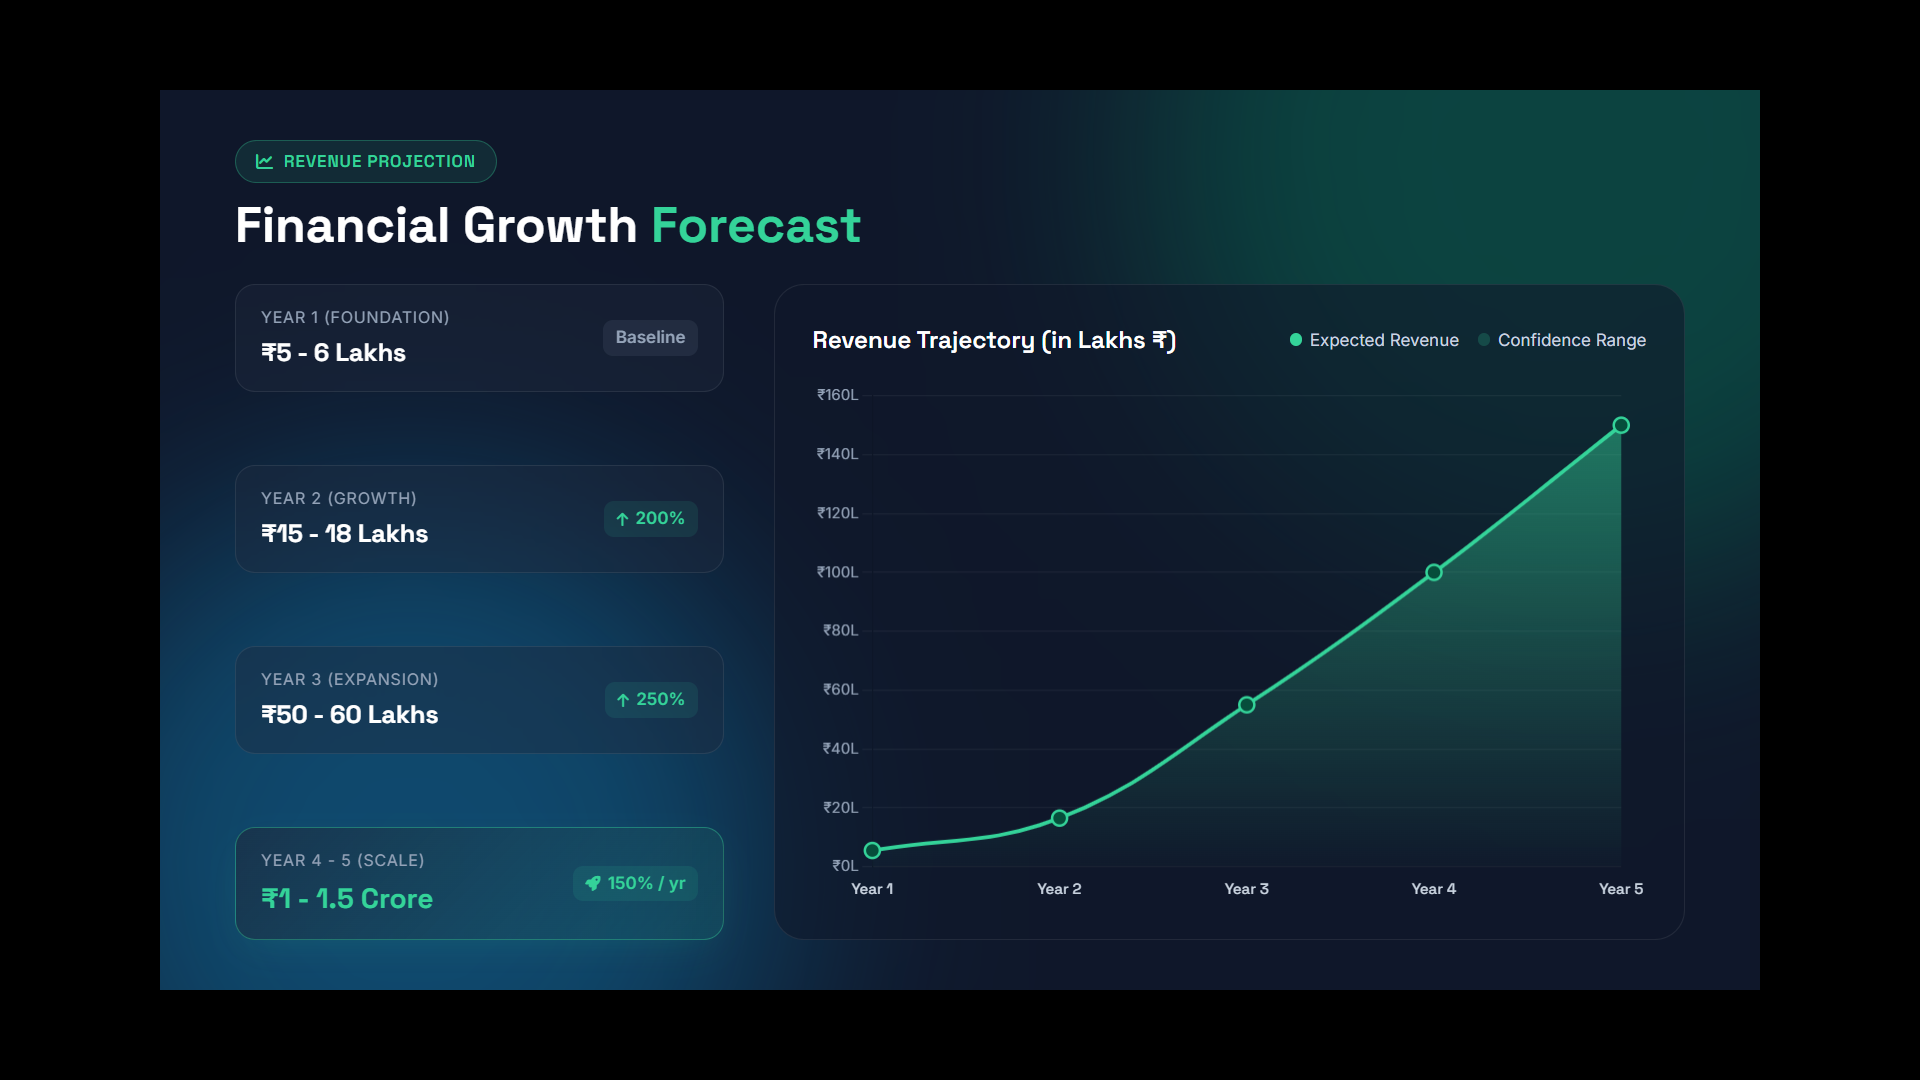 REVENUE PROJECTION
Financial Growth Forecast
YEAR 1 (FOUNDATION)
₹5 - 6 Lakhs
Baseline
YEAR 2 (GROWTH)
₹15 - 18 Lakhs
↑ 200%
YEAR 3 (EXPANSION)
₹50 - 60 Lakhs
↑ 250%
YEAR 4 - 5 (SCALE)
₹1 - 1.5 Crore
150% / yr
Revenue Trajectory (in Lakhs ₹)
Expected Revenue
Confidence Range
₹160L
₹140L
₹120L
₹100L
₹80L
₹60L
₹40L
₹20L
₹0L
Year 1
Year 2
Year 3
Year 4
Year 5